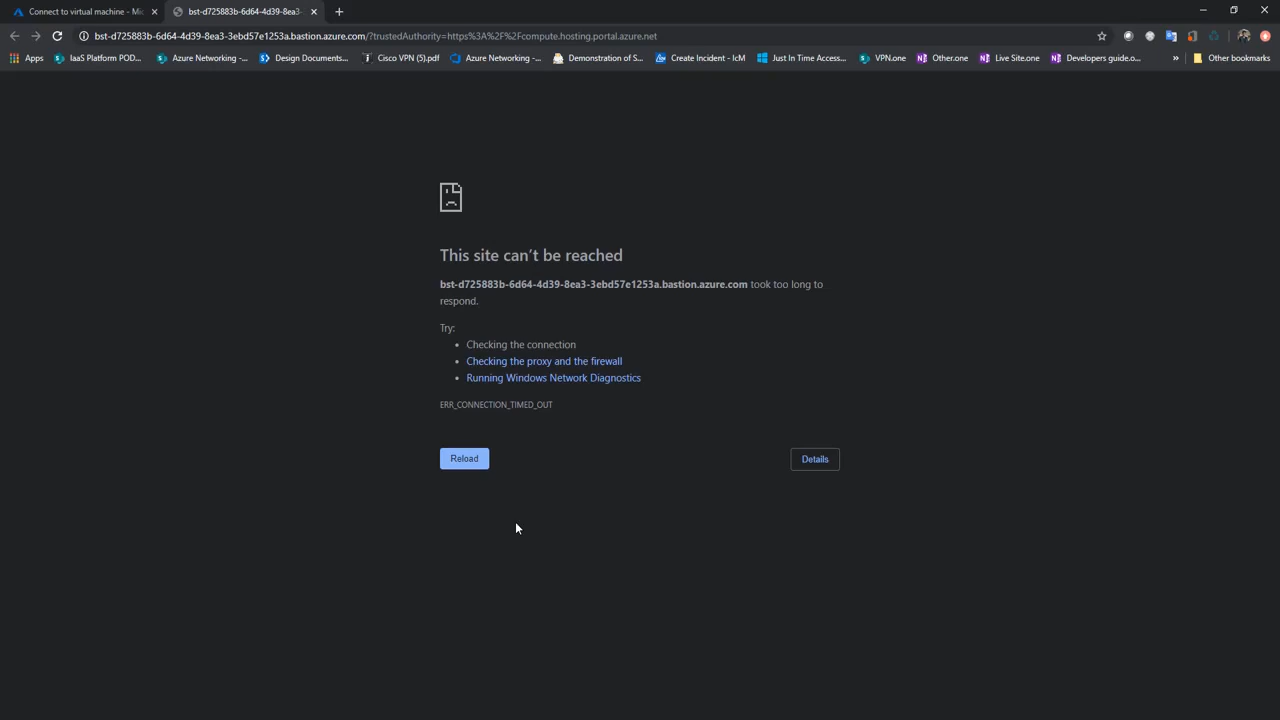 Connect to virtual machine - Mic
bst-d725883b-6d64-4d39-8ea3-
bst-d725883b-6d64-4d39-8ea3-3ebd57e1253a.bastion.azure.com/?trustedAuthority=https%3A%2F%2Fcompute.hosting.portal.azure.net
Apps IaaS Platform POD... Azure Networking -... Design Documents... Cisco VPN (5).pdf Azure Networking -... Demonstration of S... Create Incident - IcM Just In Time Access... VPN.one Other.one Live Site.one Developers guide.o... » Other bookmarks
This site can’t be reached
bst-d725883b-6d64-4d39-8ea3-3ebd57e1253a.bastion.azure.com took too long to
respond.
Try:
• Checking the connection
• Checking the proxy and the firewall
• Running Windows Network Diagnostics
ERR_CONNECTION_TIMED_OUT
Reload
Details